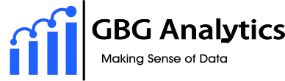 GBG Analytics
Making Sense of Data